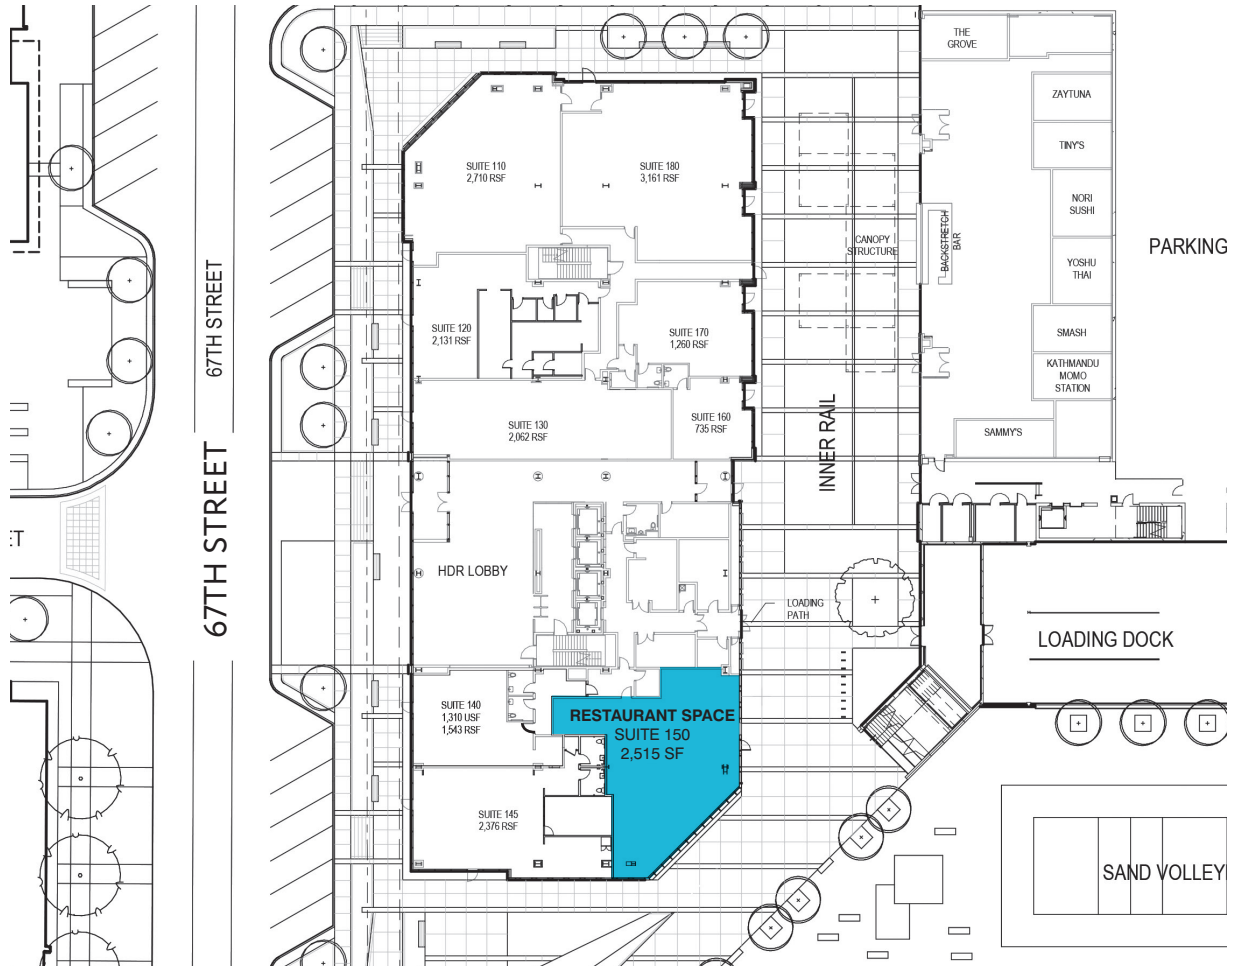 THE
GROVE
ZAYTUNA
TINY'S
SUITE 110
2,710 RSF
SUITE 180
3,161 RSF
NORI
SUSHI
CANOPY
STRUCTURE
BACKSTRETCH
BAR
PARKING
YOSHU
THAI
67TH STREET
SUITE 120
2,131 RSF
SUITE 170
1,260 RSF
SMASH
KATHMANDU
MOMO
STATION
SUITE 130
2,062 RSF
SUITE 160
735 RSF
INNER RAIL
SAMMY'S
67TH STREET
ET
HDR LOBBY
LOADING
PATH
LOADING DOCK
SUITE 140
1,310 USF
1,543 RSF
RESTAURANT SPACE
SUITE 150
2,515 SF
SUITE 145
2,376 RSF
SAND VOLLEY